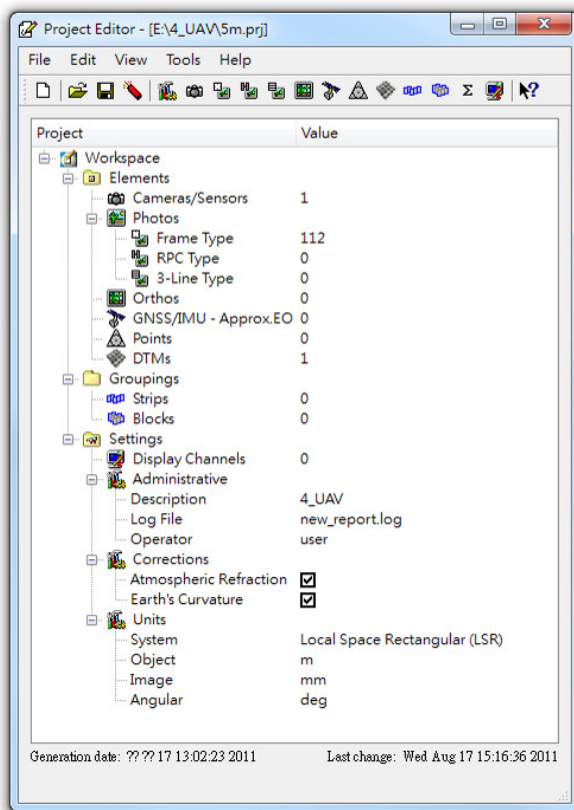 Project Editor - [E:\4_UAV\5m.prj]
File Edit View Tools Help
Σ ?
Project Value
Workspace
Elements
Cameras/Sensors 1
Photos
Frame Type 112
RPC Type 0
3-Line Type 0
Orthos 0
GNSS/IMU - Approx.EO 0
Points 0
DTMs 1
Groupings
Strips 0
Blocks 0
Settings
Display Channels 0
Administrative
Description 4_UAV
Log File new_report.log
Operator user
Corrections
Atmospheric Refraction
Earth's Curvature
Units
System Local Space Rectangular (LSR)
Object m
Image mm
Angular deg
Generation date: ?? ?? 17 13:02:23 2011 Last change: Wed Aug 17 15:16:36 2011